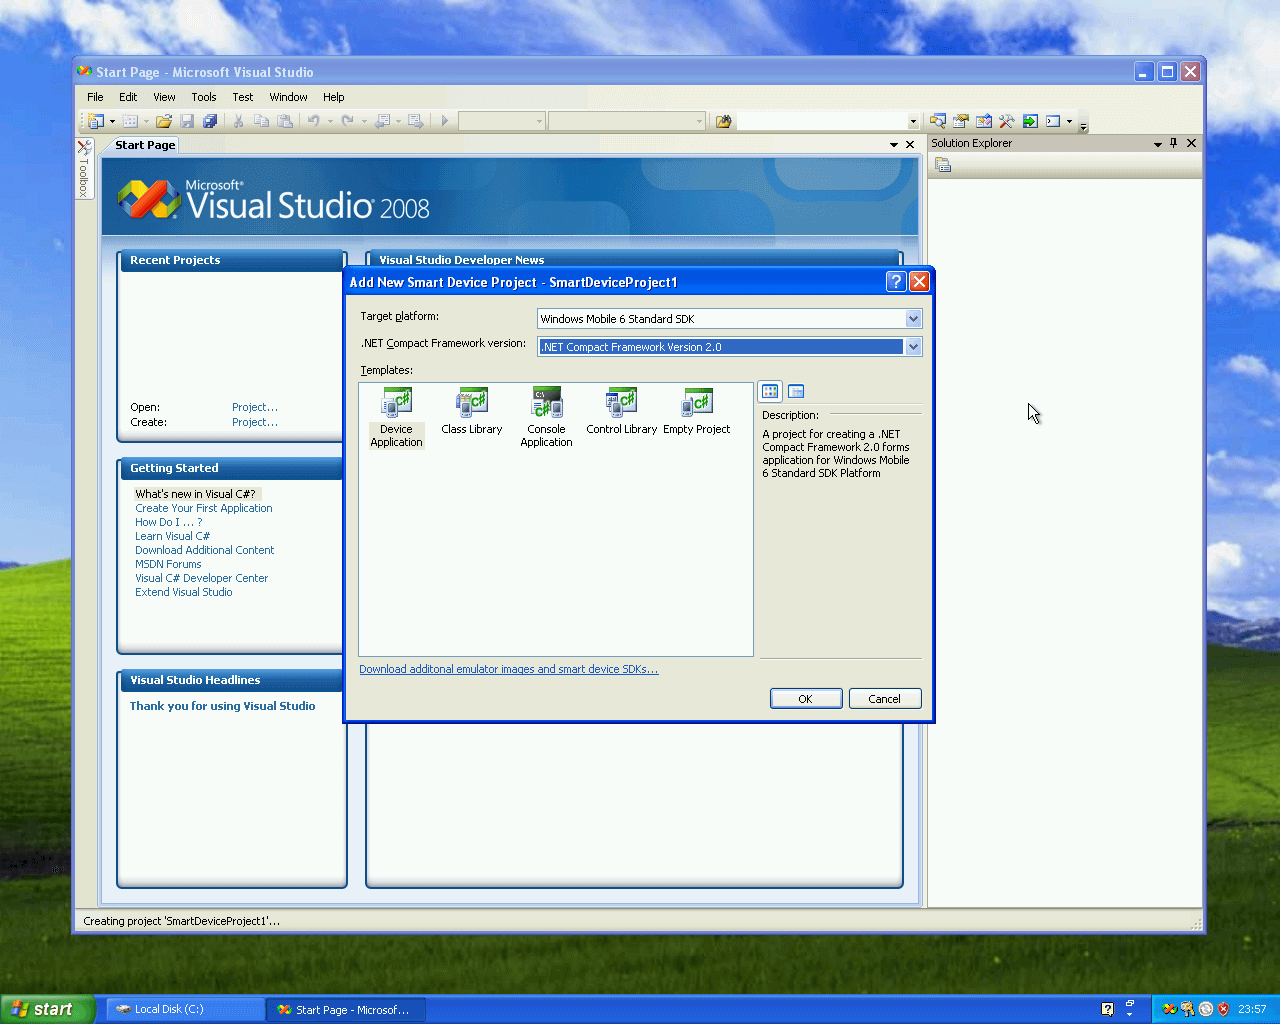 Start Page - Microsoft Visual Studio
File Edit View Tools Test Window Help
Start Page
Solution Explorer
Toolbox
Microsoft®
Visual Studio® 2008
Recent Projects
Visual Studio Developer News
Add New Smart Device Project - SmartDeviceProject1
Target platform:
Windows Mobile 6 Standard SDK
.NET Compact Framework version:
.NET Compact Framework Version 2.0
Templates:
Device
Application
Class Library
Console
Application
Control Library
Empty Project
Description:
A project for creating a .NET
Compact Framework 2.0 forms
application for Windows Mobile
6 Standard SDK Platform
Download additonal emulator images and smart device SDKs...
OK
Cancel
Open: Project...
Create: Project...
Getting Started
What's new in Visual C#?
Create Your First Application
How Do I ... ?
Learn Visual C#
Download Additional Content
MSDN Forums
Visual C# Developer Center
Extend Visual Studio
Visual Studio Headlines
Thank you for using Visual Studio
Creating project 'SmartDeviceProject1'...
start
Local Disk (C:)
Start Page - Microsof...
23:57